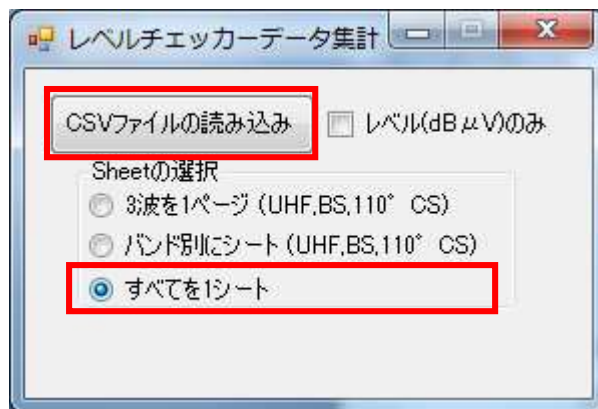 レベルチェッカーデータ集計
CSVファイルの読み込み
レベル(dBμV)のみ
Sheetの選択
3波を1ページ (UHF,BS,110° CS)
バンド別にシート (UHF,BS,110° CS)
すべてを1シート